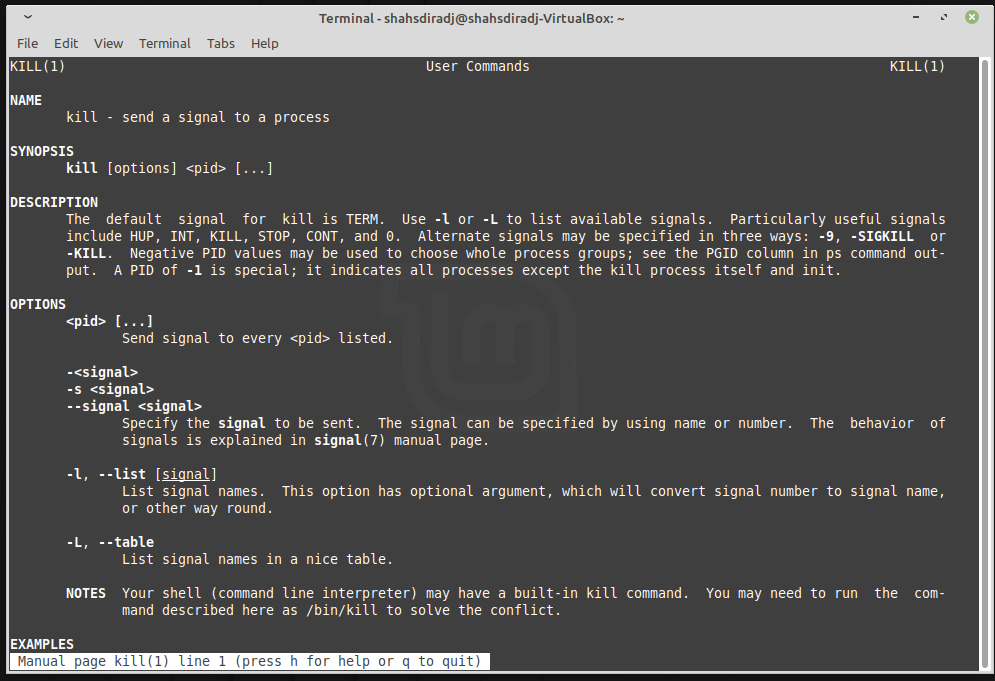 Terminal - shahsdiradj@shahsdiradj-VirtualBox: ~
File Edit View Terminal Tabs Help
KILL(1) User Commands KILL(1)
NAME
kill - send a signal to a process
SYNOPSIS
kill [options] <pid> [...]
DESCRIPTION
The default signal for kill is TERM. Use -l or -L to list available signals. Particularly useful signals
include HUP, INT, KILL, STOP, CONT, and 0. Alternate signals may be specified in three ways: -9, -SIGKILL or
-KILL. Negative PID values may be used to choose whole process groups; see the PGID column in ps command out-
put. A PID of -1 is special; it indicates all processes except the kill process itself and init.
OPTIONS
<pid> [...]
Send signal to every <pid> listed.
-<signal>
-s <signal>
--signal <signal>
Specify the signal to be sent. The signal can be specified by using name or number. The behavior of
signals is explained in signal(7) manual page.
-l, --list [signal]
List signal names. This option has optional argument, which will convert signal number to signal name,
or other way round.
-L, --table
List signal names in a nice table.
NOTES Your shell (command line interpreter) may have a built-in kill command. You may need to run the com-
mand described here as /bin/kill to solve the conflict.
EXAMPLES
Manual page kill(1) line 1 (press h for help or q to quit)